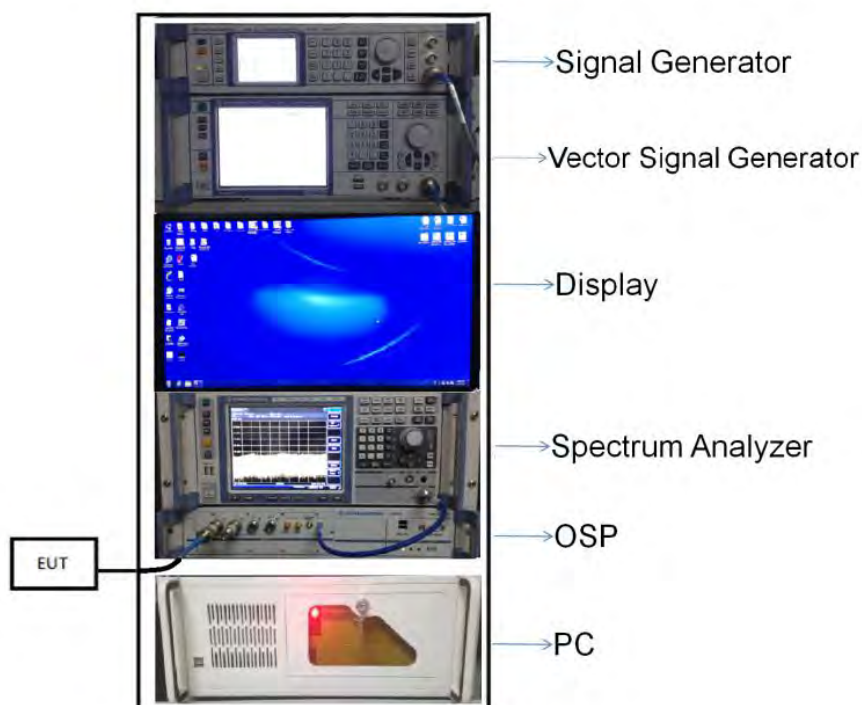 Signal Generator
Vector Signal Generator
Display
Spectrum Analyzer
OSP
EUT
PC